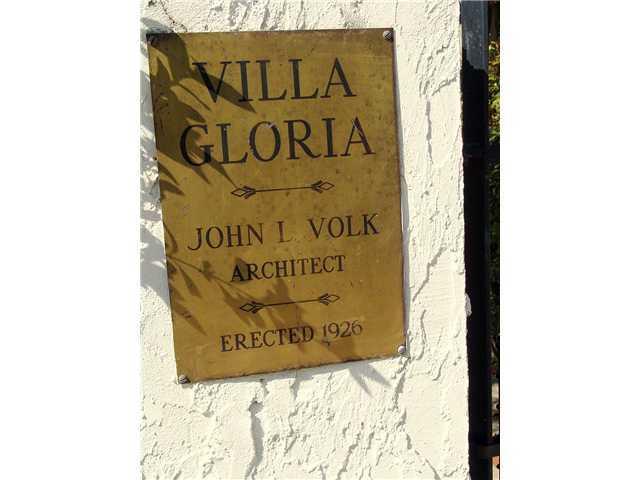 VILLA
GLORIA
JOHN L VOLK
ARCHITECT
ERECTED 1926